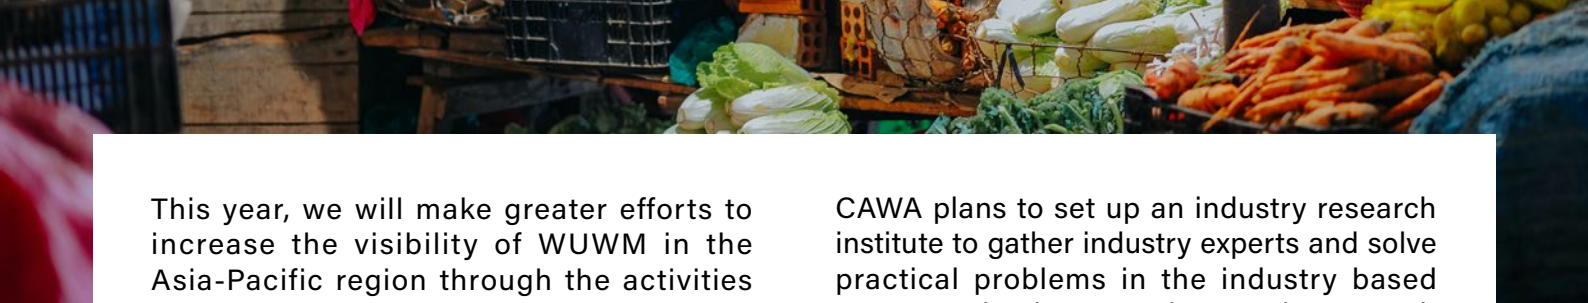 This year, we will make greater efforts to
increase the visibility of WUWM in the
Asia-Pacific region through the activities
CAWA plans to set up an industry research
institute to gather industry experts and solve
practical problems in the industry based